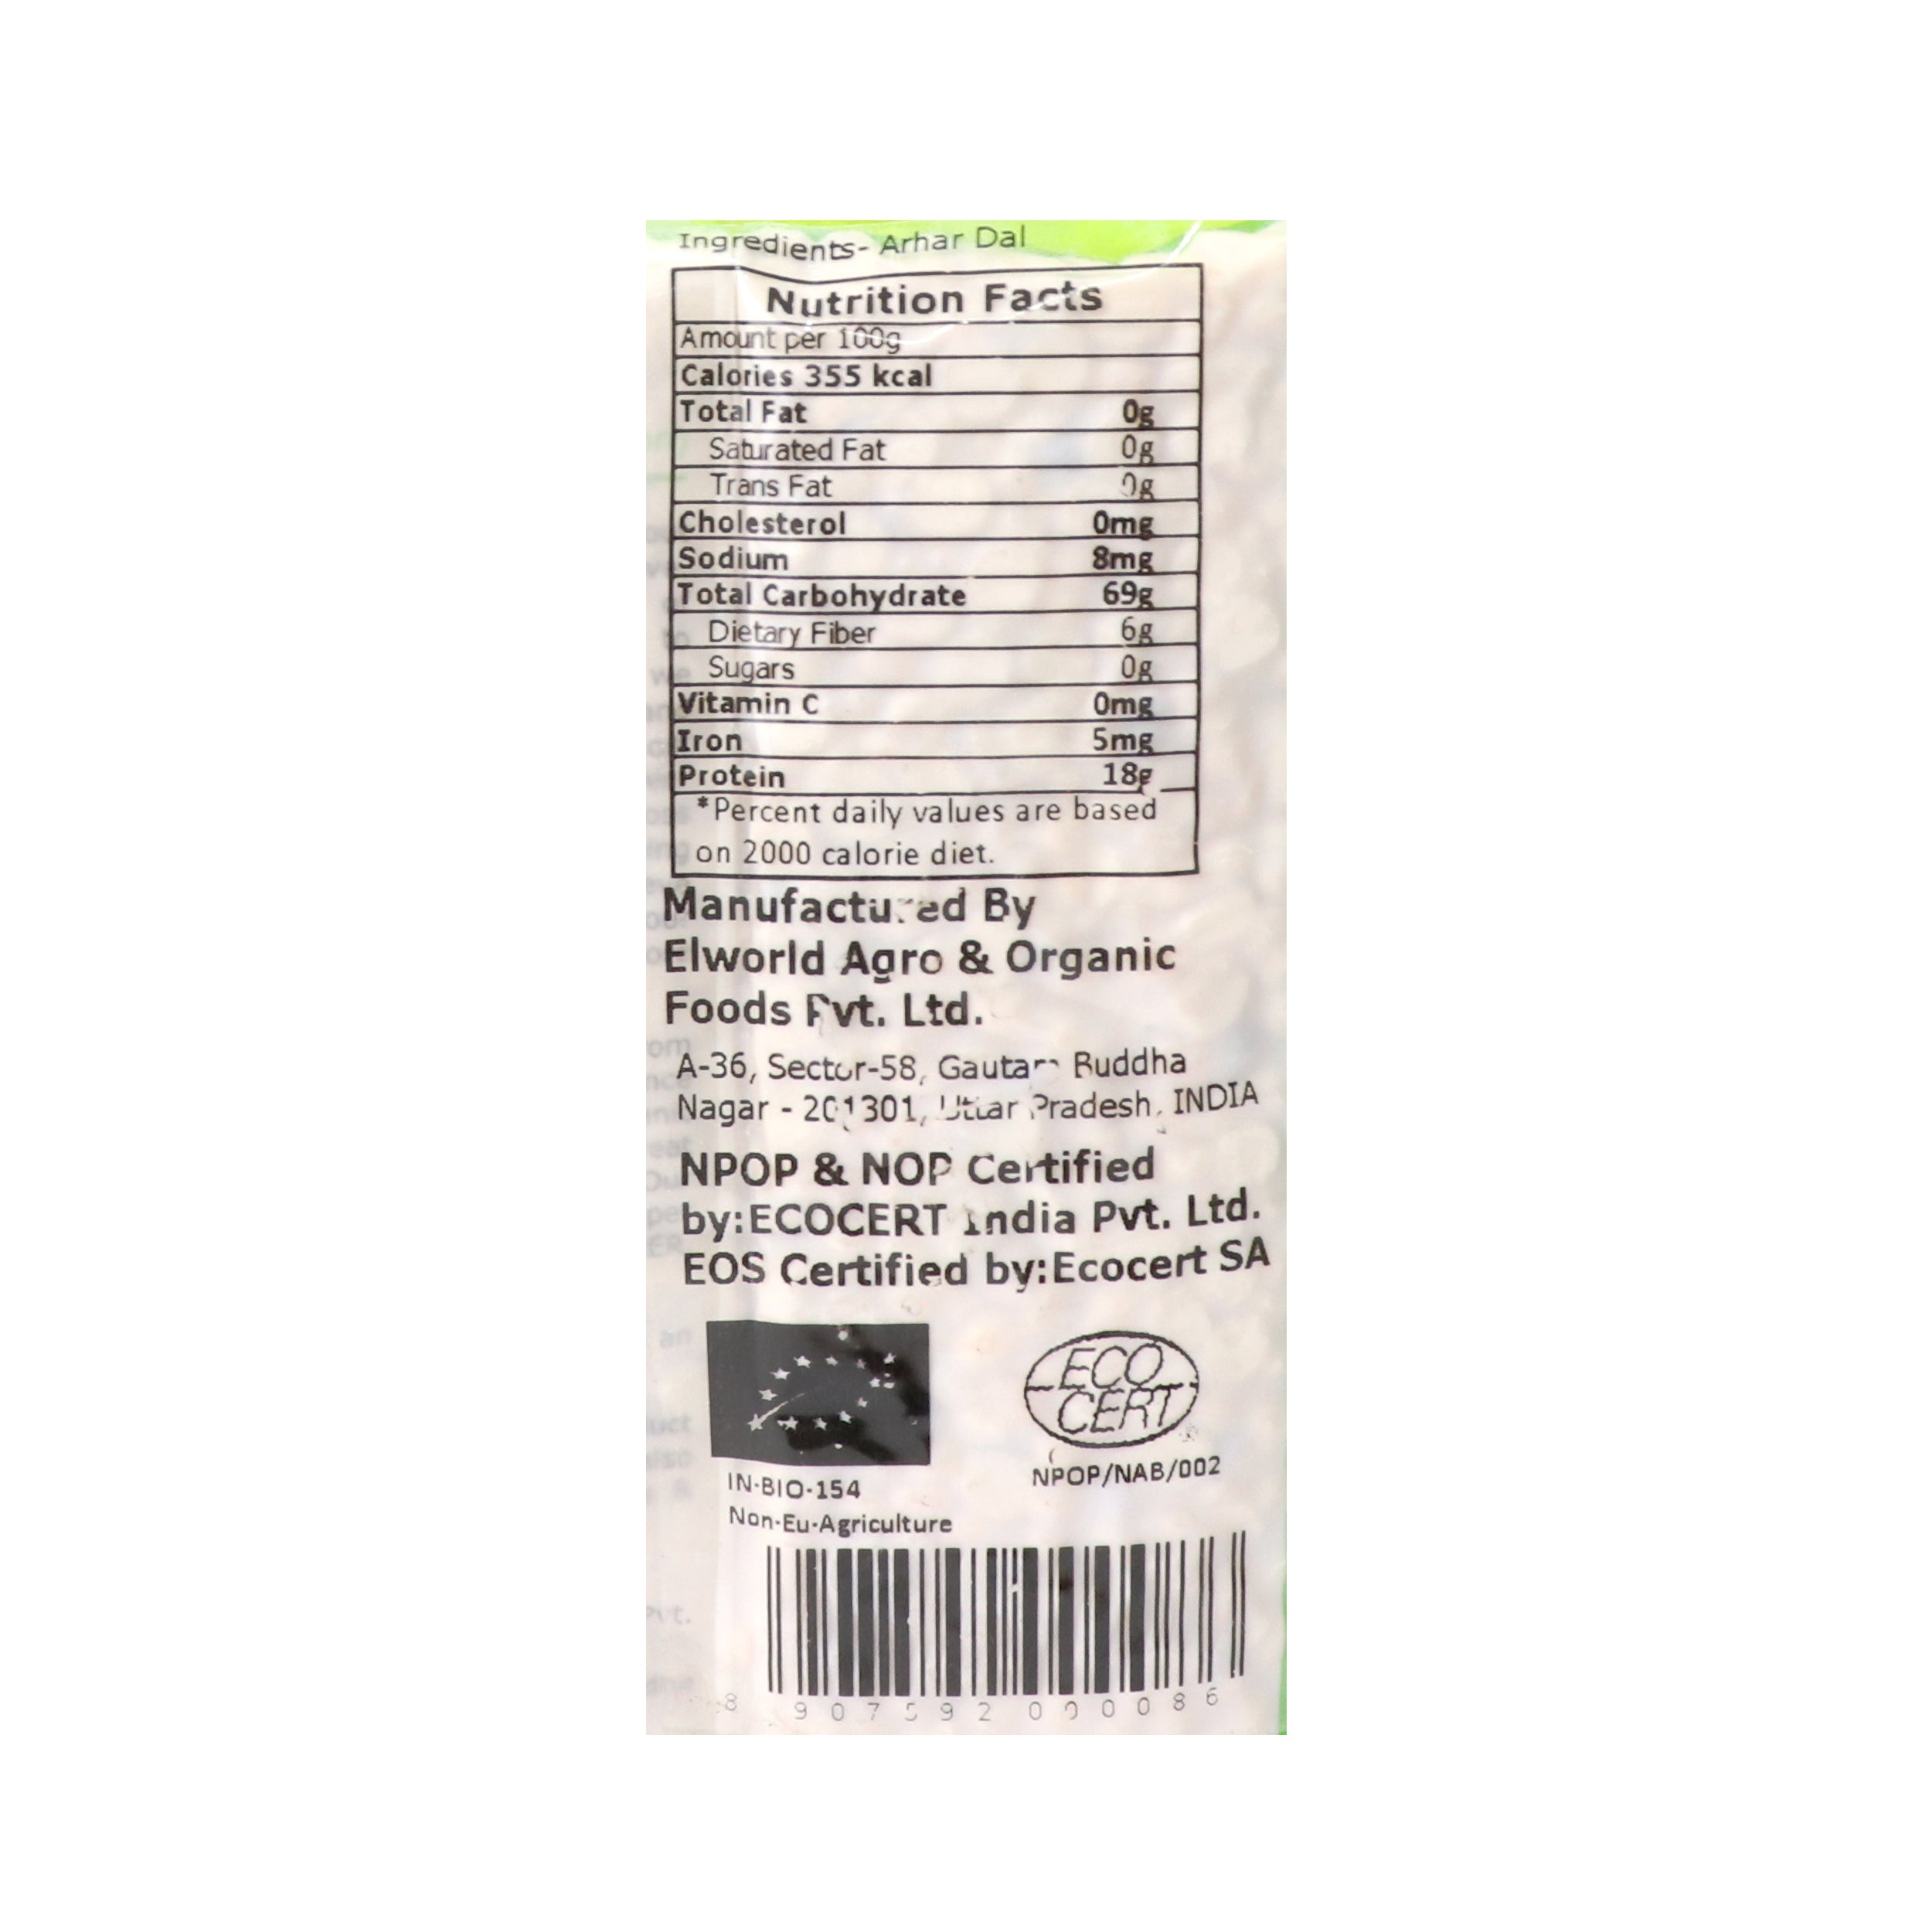 Ingredients- Arhar Dal
Nutrition Facts
Amount per 100g
Calories 355 kcal
Total Fat 0g
Saturated Fat 0g
Trans Fat 0g
Cholesterol 0mg
Sodium 8mg
Total Carbohydrate 69g
Dietary Fiber 6g
Sugars 0g
Vitamin C 0mg
Iron 5mg
Protein 18g
*Percent daily values are based
on 2000 calorie diet.
Manufactured By
Elworld Agro & Organic
Foods Pvt. Ltd.
A-36, Sector-58, Gautam Buddha
Nagar - 201301, Uttar Pradesh, INDIA
NPOP & NOP Certified
by:ECOCERT India Pvt. Ltd.
EOS Certified by:Ecocert SA
ECO
CERT
IN-BIO-154
NPOP/NAB/002
Non-Eu-Agriculture
8 907592 000086